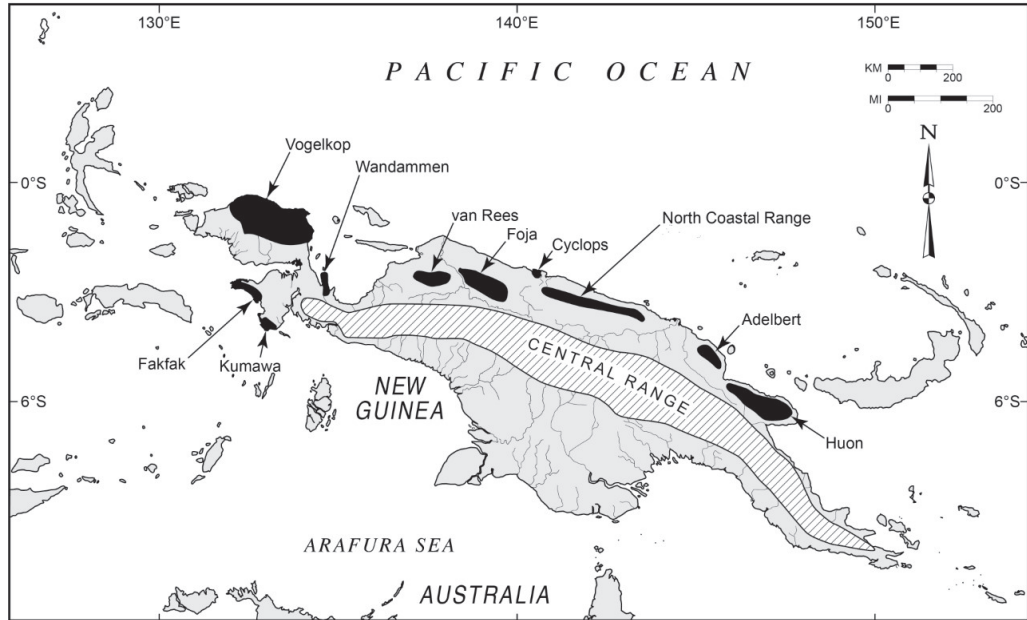 130°E
140°E
150°E
PACIFIC OCEAN
KM
0
200
MI
0
200
N
Vogelkop
Wandammen
0°S
0°S
van Rees
Foja
Cyclops
North Coastal Range
Adelbert
Fakfak
Kumawa
CENTRAL RANGE
NEW
GUINEA
6°S
6°S
Huon
ARAFURA SEA
AUSTRALIA